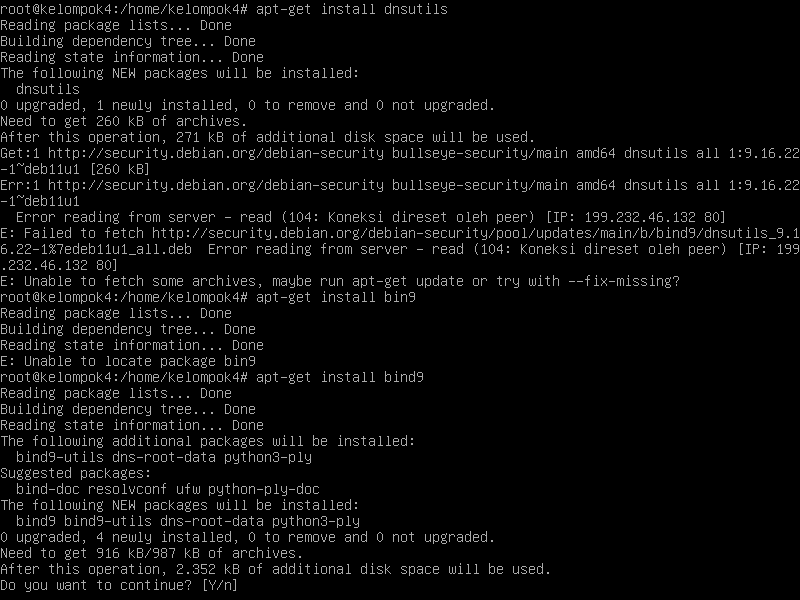 root@kelompok4:/home/kelompok4# apt-get install dnsutils
Reading package lists... Done
Building dependency tree... Done
Reading state information... Done
The following NEW packages will be installed:
  dnsutils
0 upgraded, 1 newly installed, 0 to remove and 0 not upgraded.
Need to get 260 kB of archives.
After this operation, 271 kB of additional disk space will be used.
Get:1 http://security.debian.org/debian-security bullseye-security/main amd64 dnsutils all 1:9.16.22
-1~deb11u1 [260 kB]
Err:1 http://security.debian.org/debian-security bullseye-security/main amd64 dnsutils all 1:9.16.22
-1~deb11u1
  Error reading from server - read (104: Koneksi direset oleh peer) [IP: 199.232.46.132 80]
E: Failed to fetch http://security.debian.org/debian-security/pool/updates/main/b/bind9/dnsutils_9.1
6.22-1%7edeb11u1_all.deb  Error reading from server - read (104: Koneksi direset oleh peer) [IP: 199
.232.46.132 80]
E: Unable to fetch some archives, maybe run apt-get update or try with --fix-missing?
root@kelompok4:/home/kelompok4# apt-get install bin9
Reading package lists... Done
Building dependency tree... Done
Reading state information... Done
E: Unable to locate package bin9
root@kelompok4:/home/kelompok4# apt-get install bind9
Reading package lists... Done
Building dependency tree... Done
Reading state information... Done
The following additional packages will be installed:
  bind9-utils dns-root-data python3-ply
Suggested packages:
  bind-doc resolvconf ufw python-ply-doc
The following NEW packages will be installed:
  bind9 bind9-utils dns-root-data python3-ply
0 upgraded, 4 newly installed, 0 to remove and 0 not upgraded.
Need to get 916 kB/987 kB of archives.
After this operation, 2.352 kB of additional disk space will be used.
Do you want to continue? [Y/n]